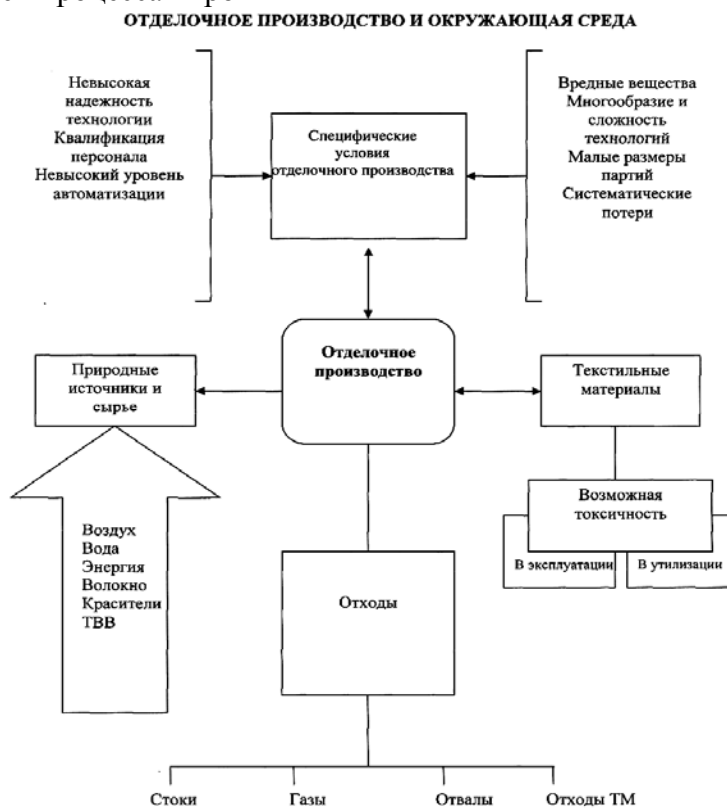 ОТДЕЛОЧНОЕ ПРОИЗВОДСТВО И ОКРУЖАЮЩАЯ СРЕДА
Невысокая
надежность
технологии
Квалификация
персонала
Невысокий уровень
автоматизации
Специфические
условия
отделочного производства
Вредные вещества
Многообразие и
сложность
технологий
Малые размеры
партий
Систематические
потери
Природные
источники и
сырье
Отделочное
производство
Текстильные
материалы
Возможная
токсичность
В эксплуатации
В утилизации
Воздух
Вода
Энергия
Волокно
Красители
ТВВ
Отходы
Стоки
Газы
Отвалы
Отходы ТМ